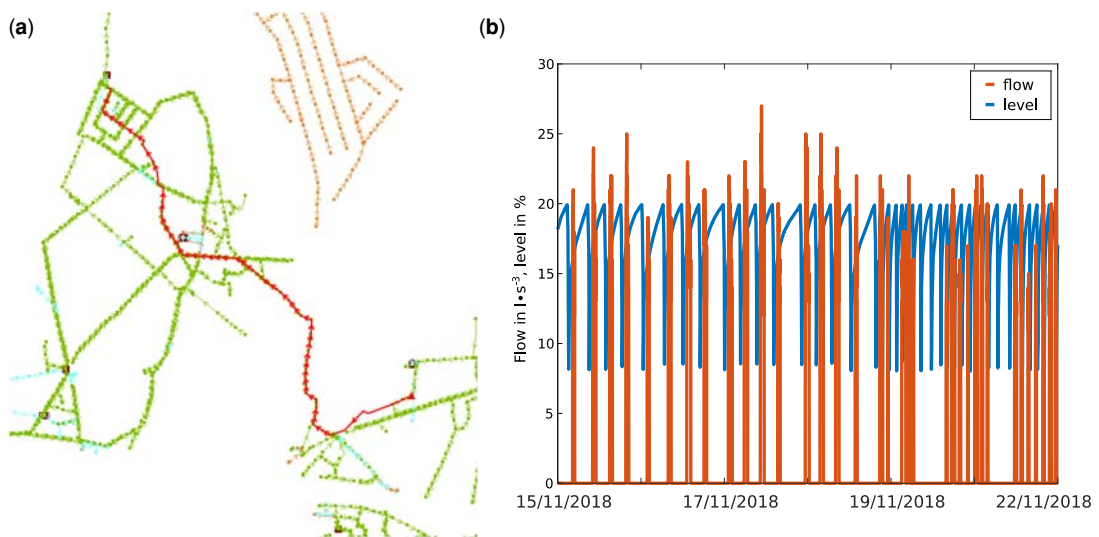 (a)
(b)
30
25
20
15
10
5
0
Flow in l•s⁻³, level in %
flow
level
15/11/2018
17/11/2018
19/11/2018
22/11/2018